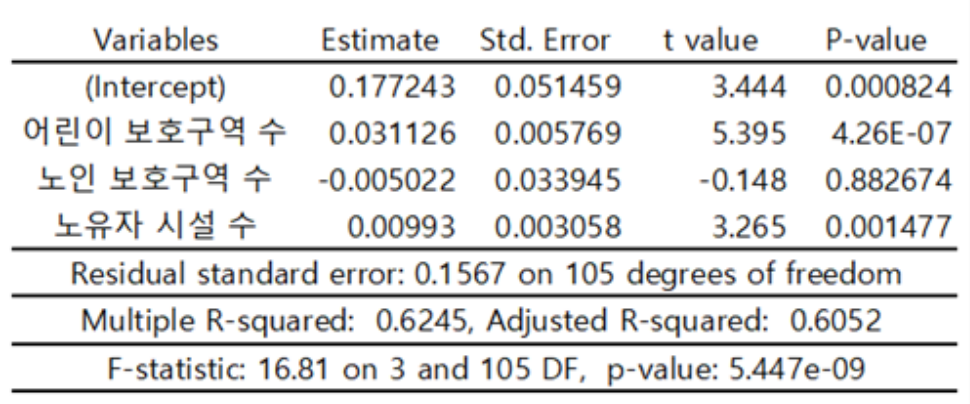 Variables Estimate Std. Error t value P-value
(Intercept) 0.177243 0.051459 3.444 0.000824
어린이 보호구역 수 0.031126 0.005769 5.395 4.26E-07
노인 보호구역 수 -0.005022 0.033945 -0.148 0.882674
노유자 시설 수 0.00993 0.003058 3.265 0.001477
Residual standard error: 0.1567 on 105 degrees of freedom
Multiple R-squared: 0.6245, Adjusted R-squared: 0.6052
F-statistic: 16.81 on 3 and 105 DF, p-value: 5.447e-09